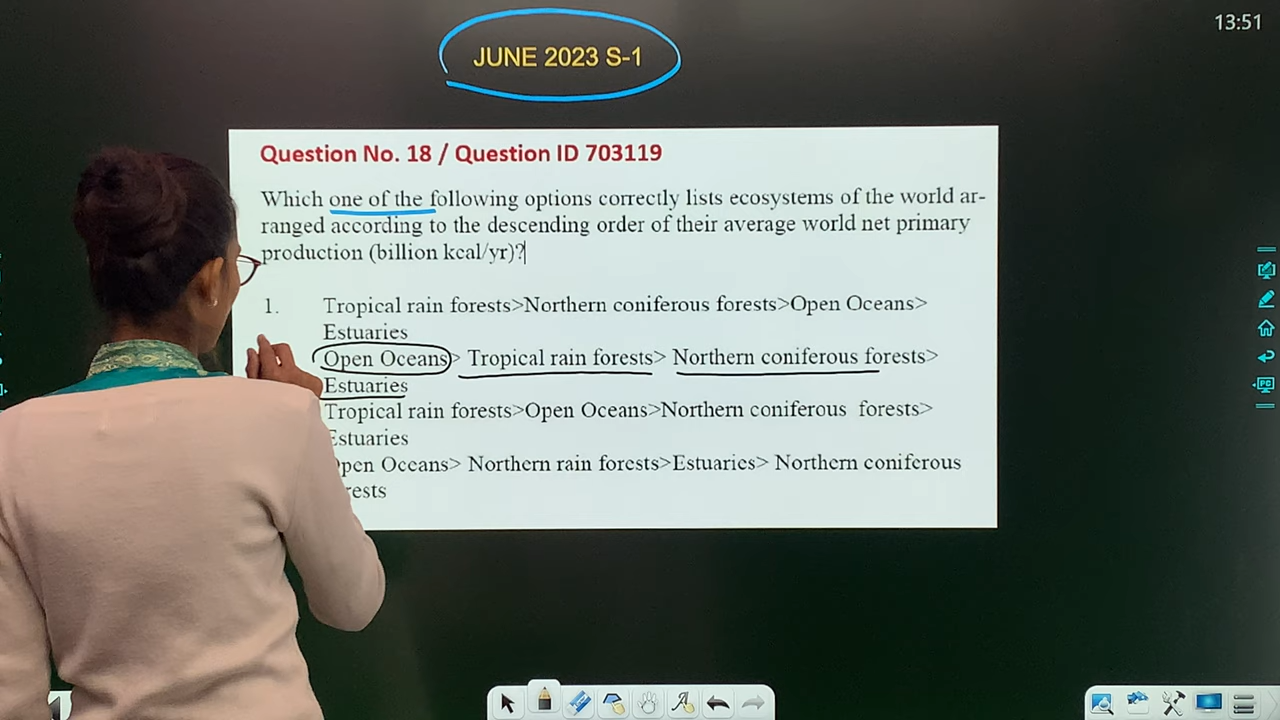 13:51
JUNE 2023 S-1
Question No. 18 / Question ID 703119
Which one of the following options correctly lists ecosystems of the world ar-
ranged according to the descending order of their average world net primary
production (billion kcal/yr)?
1. Tropical rain forests>Northern coniferous forests>Open Oceans>
Estuaries
Open Oceans> Tropical rain forests> Northern coniferous forests>
Estuaries
Tropical rain forests>Open Oceans>Northern coniferous forests>
Estuaries
Open Oceans> Northern rain forests>Estuaries> Northern coniferous
rests